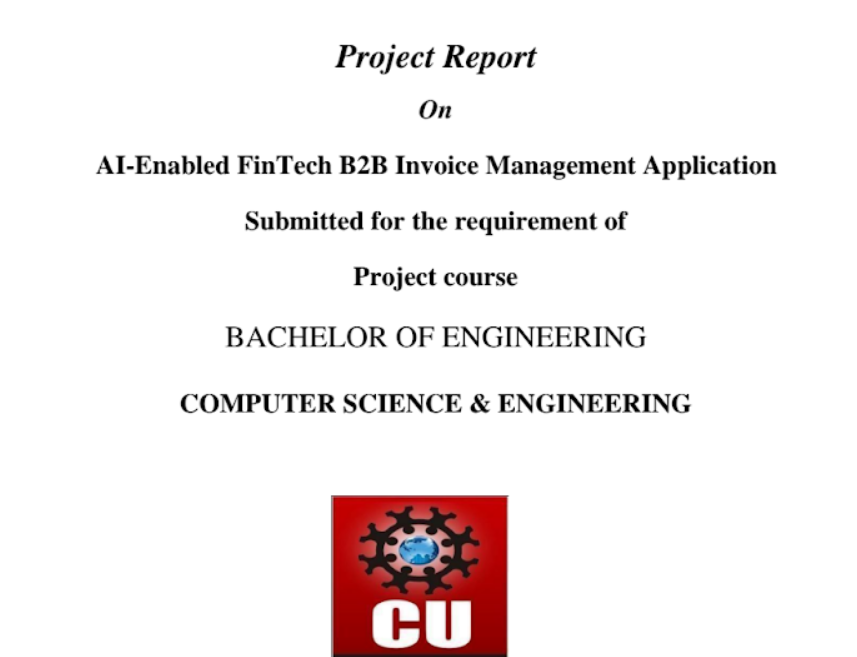 Project Report
On
AI-Enabled FinTech B2B Invoice Management Application
Submitted for the requirement of
Project course
BACHELOR OF ENGINEERING
COMPUTER SCIENCE & ENGINEERING
CU